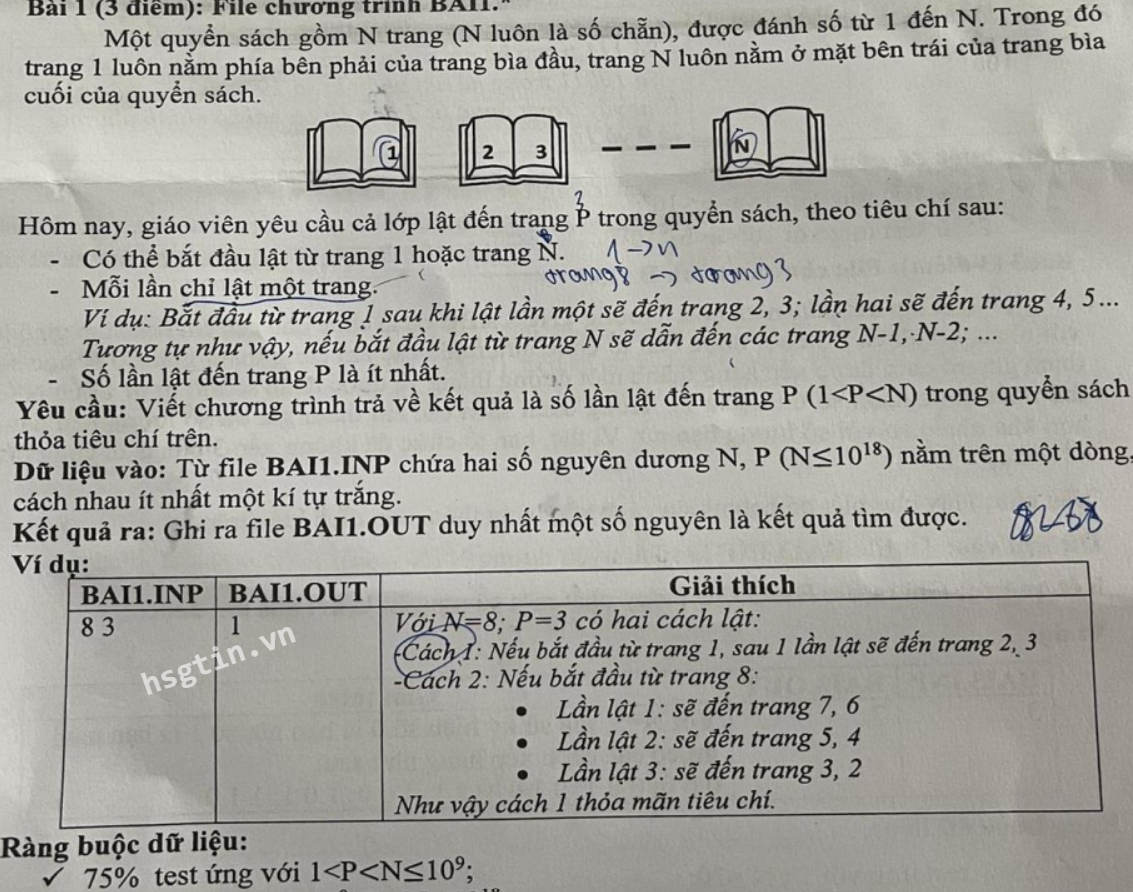 Bài 1 (3 điểm): File chương trình BAI1.*
Một quyển sách gồm N trang (N luôn là số chẵn), được đánh số từ 1 đến N. Trong đó
trang 1 luôn nằm phía bên phải của trang bìa đầu, trang N luôn nằm ở mặt bên trái của trang bìa
cuối của quyển sách.
1 2 3 N
3
Hôm nay, giáo viên yêu cầu cả lớp lật đến trang P trong quyển sách, theo tiêu chí sau:
- Có thể bắt đầu lật từ trang 1 hoặc trang N. 1 -> n
8
trang 8 -> trang 3
- Mỗi lần chỉ lật một trang.
Ví dụ: Bắt đầu từ trang 1 sau khi lật lần một sẽ đến trang 2, 3; lần hai sẽ đến trang 4, 5...
Tương tự như vậy, nếu bắt đầu lật từ trang N sẽ dẫn đến các trang N-1, N-2; ...
- Số lần lật đến trang P là ít nhất.
Yêu cầu: Viết chương trình trả về kết quả là số lần lật đến trang P (1<P<N) trong quyển sách
thỏa tiêu chí trên.
Dữ liệu vào: Từ file BAI1.INP chứa hai số nguyên dương N, P (N≤10¹⁸) nằm trên một dòng,
cách nhau ít nhất một kí tự trắng.
Kết quả ra: Ghi ra file BAI1.OUT duy nhất một số nguyên là kết quả tìm được.
Ví dụ:
BAI1.INP BAI1.OUT Giải thích
8 3 1 Với N=8; P=3 có hai cách lật:
-Cách 1: Nếu bắt đầu từ trang 1, sau 1 lần lật sẽ đến trang 2, 3
hsgtin.vn
-Cách 2: Nếu bắt đầu từ trang 8:
• Lần lật 1: sẽ đến trang 7, 6
• Lần lật 2: sẽ đến trang 5, 4
• Lần lật 3: sẽ đến trang 3, 2
Như vậy cách 1 thỏa mãn tiêu chí.
Ràng buộc dữ liệu:
✓ 75% test ứng với 1<P<N≤10⁹;